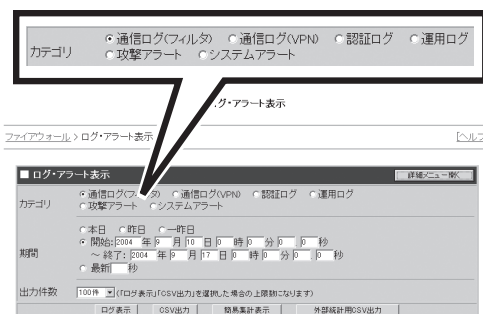 カテゴリ
通信ログ(フィルタ) 通信ログ(VPN) 認証ログ 運用ログ
攻撃アラート システムアラート
グ・アラート表示
ファイアウォール > ログ・アラート表示
[ヘルプ
■ ログ・アラート表示
詳細メニュー開く
カテゴリ
通信ログ(フィルタ) 通信ログ(VPN) 認証ログ 運用ログ
攻撃アラート システムアラート
期間
本日 昨日 一昨日
開始: 2004 年 9 月 10 日 0 時 0 分 0 . 0 秒
～終了: 2004 年 9 月 17 日 0 時 0 分 0 . 0 秒
最新 秒
出力件数
100件 (「ログ表示」「CSV出力」を選択した場合の上限数になります)
ログ表示 CSV出力 簡易集計表示 外部統計用CSV出力